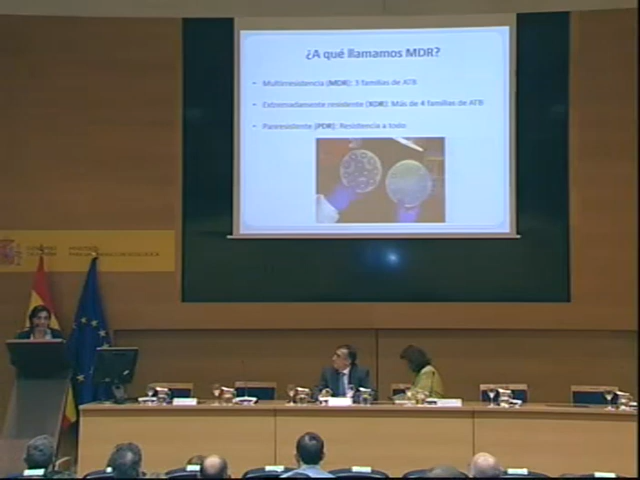 ¿A qué llamamos MDR?
• Multirresistencia (MDR): 3 familias de ATB
• Extremadamente resistente (XDR): Más de 4 familias de ATB
• Panresistente (PDR): Resistencia a todo